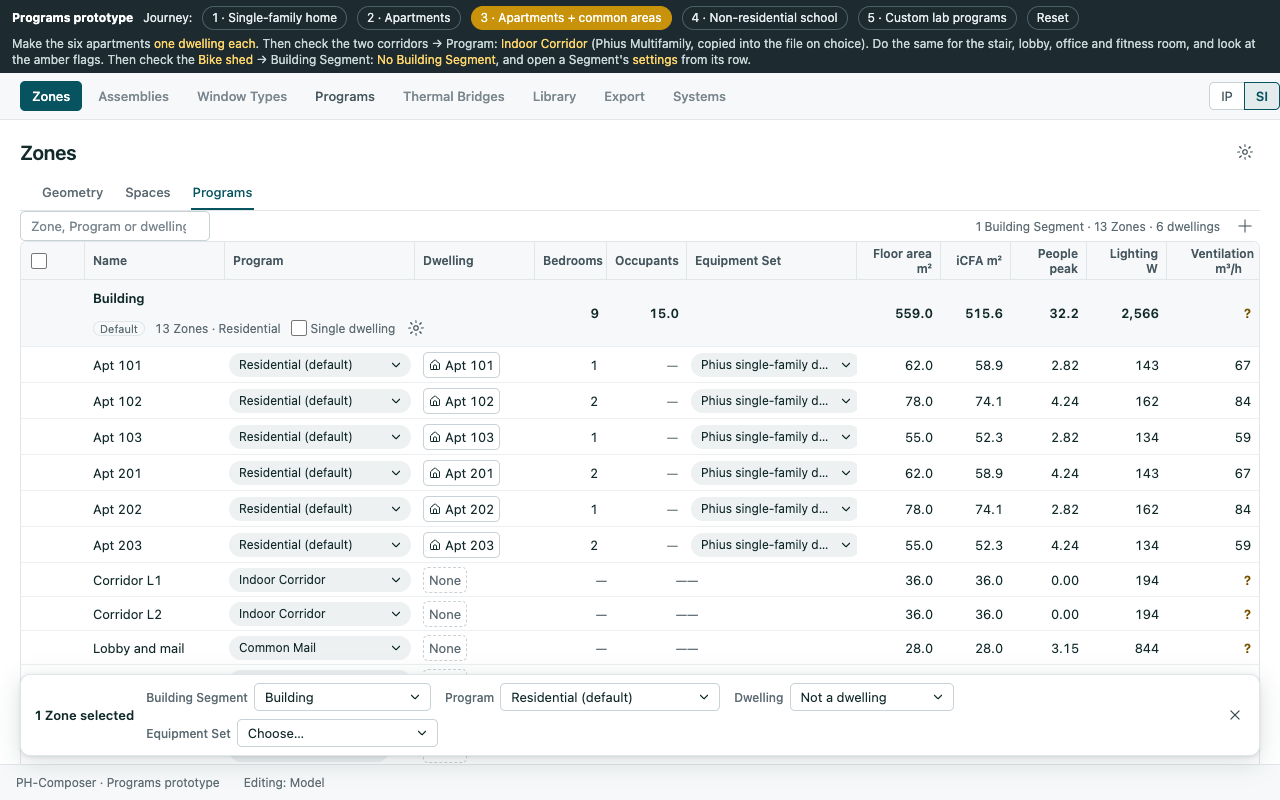 Programs prototype Journey: 1 · Single-family home 2 · Apartments 3 · Apartments + common areas 4 · Non-residential school 5 · Custom lab programs Reset
Make the six apartments one dwelling each. Then check the two corridors → Program: Indoor Corridor (Phius Multifamily, copied into the file on choice). Do the same for the stair, lobby, office and fitness room, and look at
the amber flags. Then check the Bike shed → Building Segment: No Building Segment, and open a Segment's settings from its row.
Zones Assemblies Window Types Programs Thermal Bridges Library Export Systems IP SI
Zones
Geometry Spaces Programs
Zone, Program or dwelling 1 Building Segment · 13 Zones · 6 dwellings
Name Program Dwelling Bedrooms Occupants Equipment Set Floor area m² iCFA m² People peak Lighting W Ventilation m³/h
Building 9 15.0 559.0 515.6 32.2 2,566 ?
Default 13 Zones · Residential Single dwelling
Apt 101 Residential (default) Apt 101 1 — Phius single-family d... 62.0 58.9 2.82 143 67
Apt 102 Residential (default) Apt 102 2 — Phius single-family d... 78.0 74.1 4.24 162 84
Apt 103 Residential (default) Apt 103 1 — Phius single-family d... 55.0 52.3 2.82 134 59
Apt 201 Residential (default) Apt 201 2 — Phius single-family d... 62.0 58.9 4.24 143 67
Apt 202 Residential (default) Apt 202 1 — Phius single-family d... 78.0 74.1 2.82 162 84
Apt 203 Residential (default) Apt 203 2 — Phius single-family d... 55.0 52.3 4.24 134 59
Corridor L1 Indoor Corridor None — —— 36.0 36.0 0.00 194 ?
Corridor L2 Indoor Corridor None — —— 36.0 36.0 0.00 194 ?
Lobby and mail Common Mail None — —— 28.0 28.0 3.15 844 ?
1 Zone selected Building Segment Building Program Residential (default) Dwelling Not a dwelling
Equipment Set Choose...
PH-Composer · Programs prototype Editing: Model